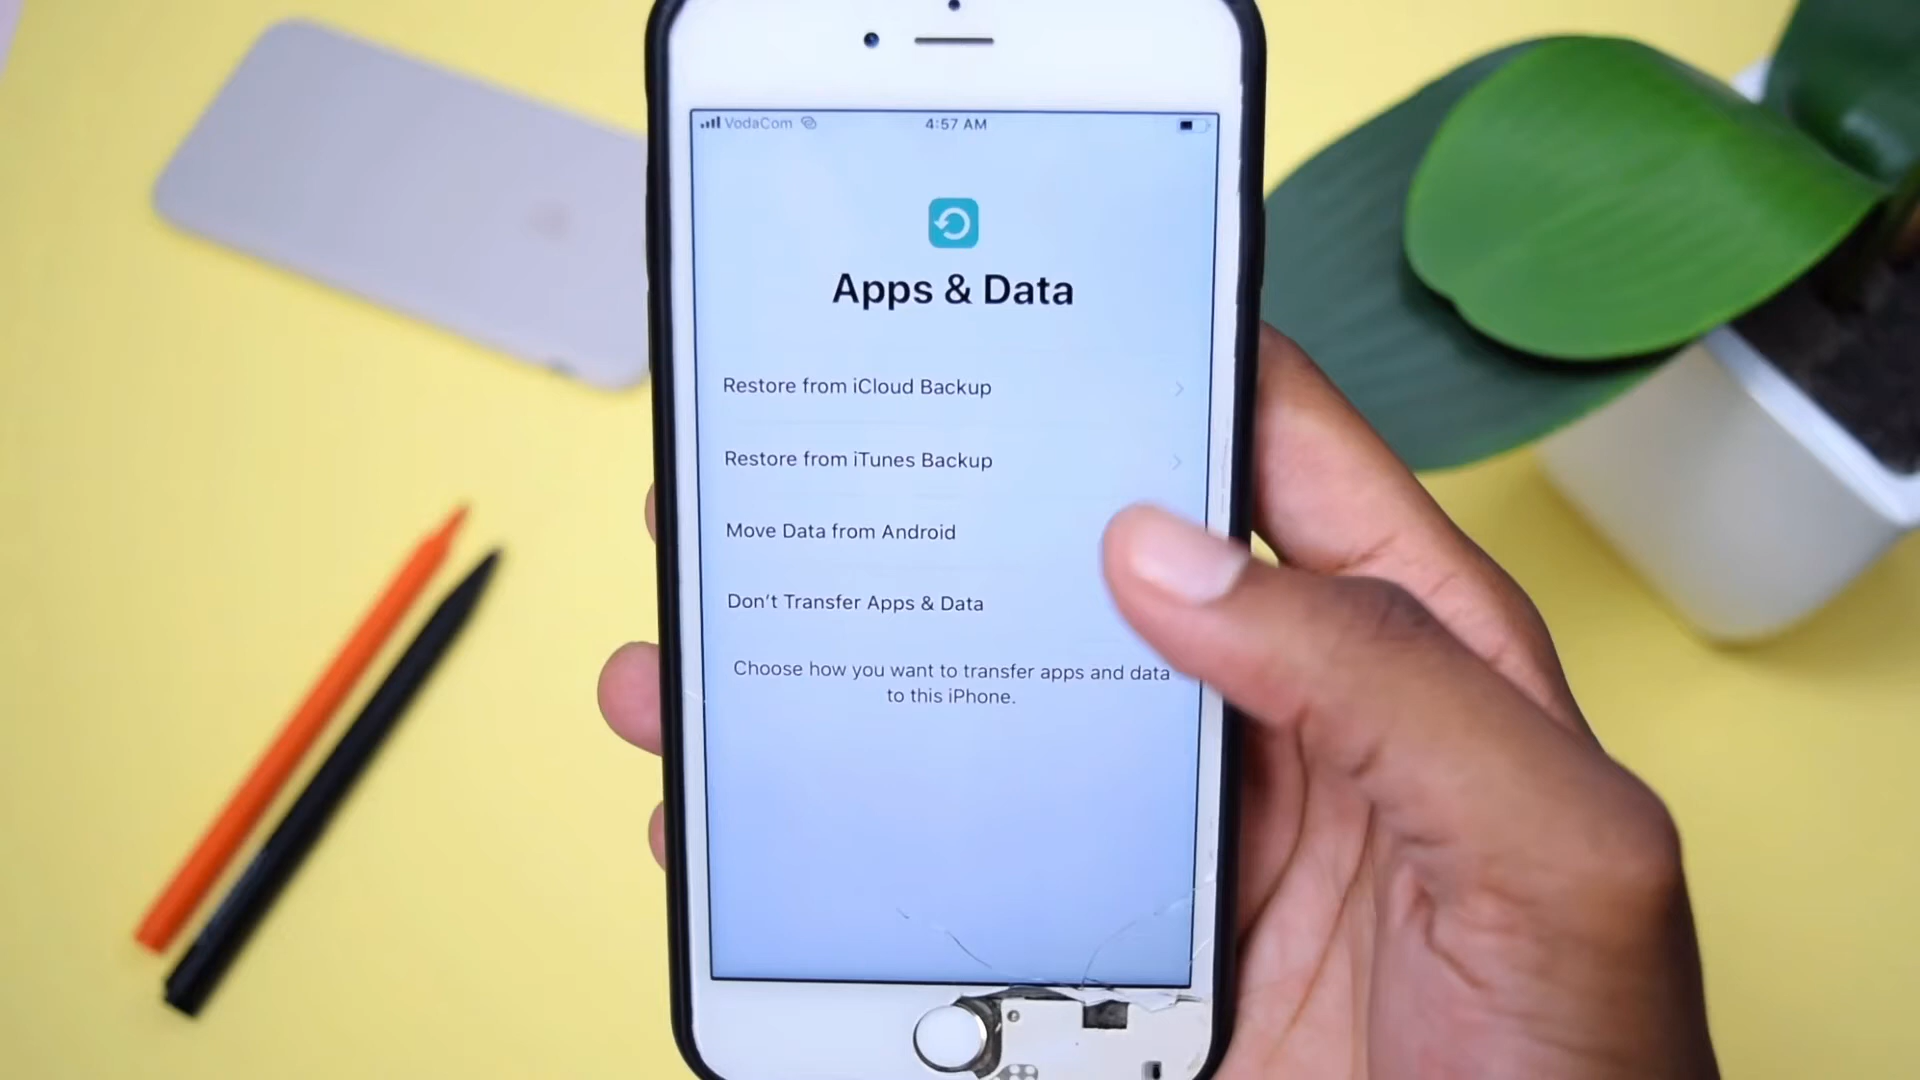 VodaCom
4:57 AM
Apps & Data
Restore from iCloud Backup
Restore from iTunes Backup
Move Data from Android
Don't Transfer Apps & Data
Choose how you want to transfer apps and data
to this iPhone.